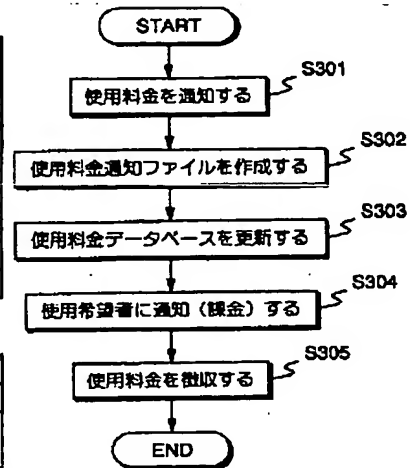 START
S301
使用料金を通知する
S302
使用料金通知ファイルを作成する
S303
使用料金データベースを更新する
S304
使用希望者に通知（課金）する
S305
使用料金を徴収する
END